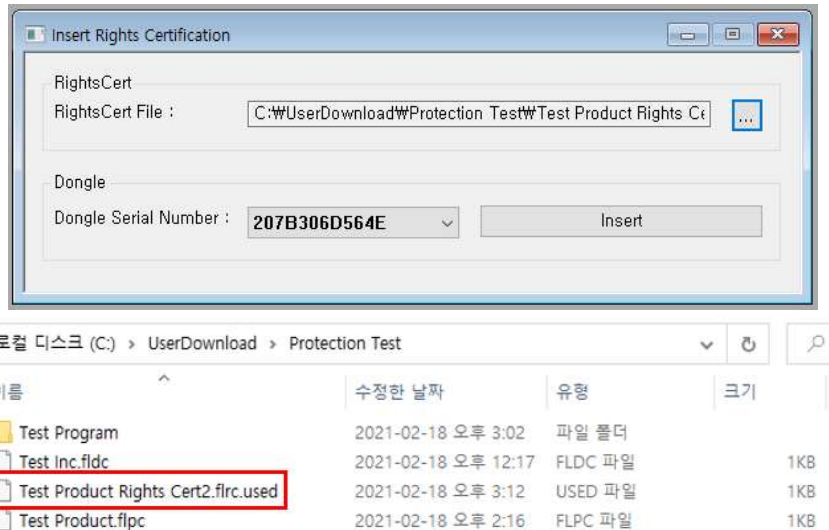 Insert Rights Certification
RightsCert
RightsCert File :
C:₩UserDownload₩Protection Test₩Test Product Rights Ce
...
Dongle
Dongle Serial Number :
207B306D564E
Insert
로컬 디스크 (C:) › UserDownload › Protection Test
이름 수정한 날짜 유형 크기
Test Program 2021-02-18 오후 3:02 파일 폴더
Test Inc.fldc 2021-02-18 오후 12:17 FLDC 파일 1KB
Test Product Rights Cert2.flrc.used 2021-02-18 오후 3:12 USED 파일 1KB
Test Product.flpc 2021-02-18 오후 2:16 FLPC 파일 1KB